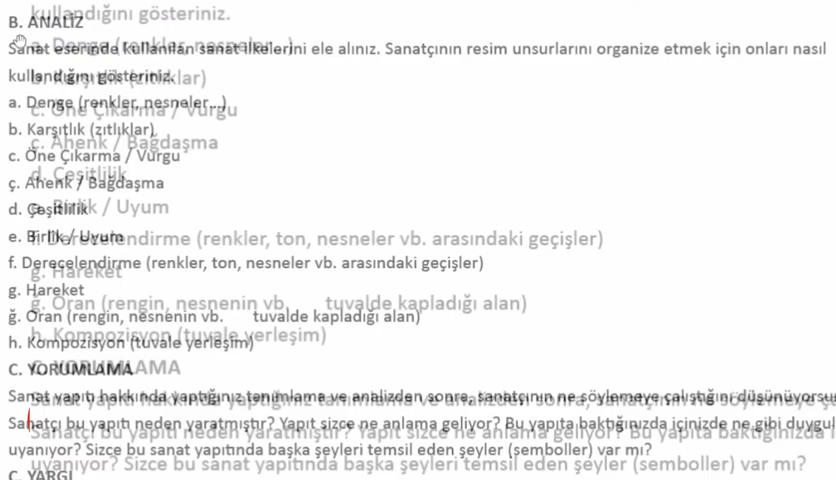 B. ANALİZ
Sanat eserinde kullanılan sanat ilkelerini ele alınız. Sanatçının resim unsurlarını organize etmek için onları nasıl
kullandığını gösteriniz.
a. Denge (renkler, nesneler...)
b. Karşıtlık (zıtlıklar)
c. Öne Çıkarma / Vurgu
ç. Ahenk / Bağdaşma
d. Çeşitlilik
e. Birlik / Uyum
f. Derecelendirme (renkler, ton, nesneler vb. arasındaki geçişler)
g. Hareket
ğ. Oran (rengin, nesnenin vb. tuvalde kapladığı alan)
h. Kompozisyon (tuvale yerleşim)
C. YORUMLAMA
Sanat yapıtı hakkında yaptığınız tanımlama ve analizden sonra, sanatçının ne söylemeye çalıştığını
Sanatçı bu yapıtı neden yaratmıştır? Yapıt sizce ne anlama geliyor? Bu yapıta baktığınızda içinizde ne gibi
uyanıyor? Sizce bu sanat yapıtında başka şeyleri temsil eden şeyler (semboller) var mı?
Ç. YARGI